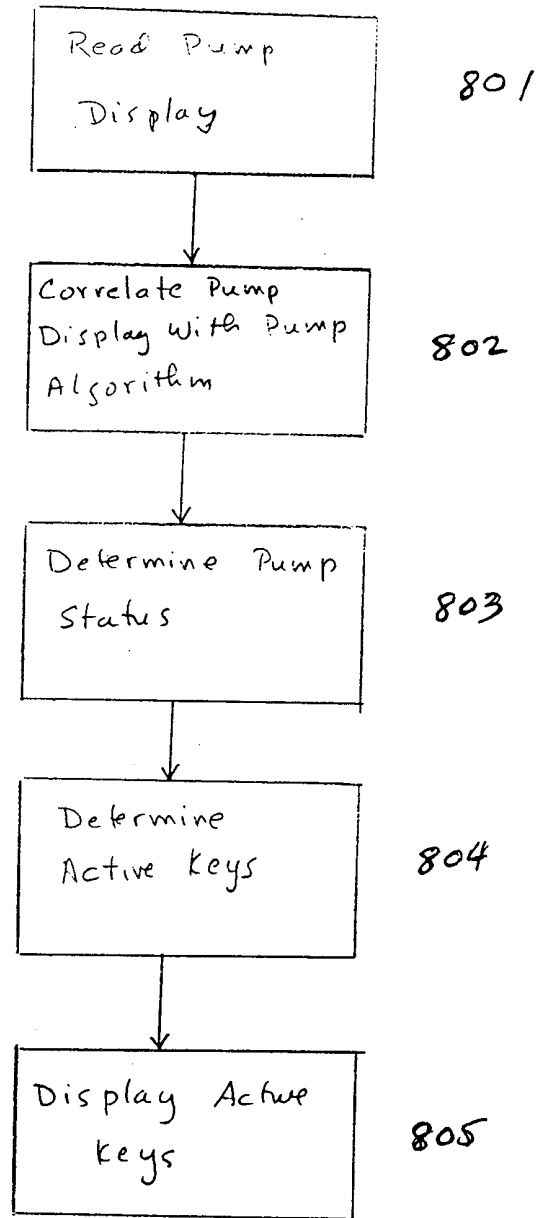 Read Pump
Display
801
Correlate Pump
Display with Pump
Algorithm
802
Determine Pump
Status
803
Determine
Active Keys
804
Display Active
Keys
805